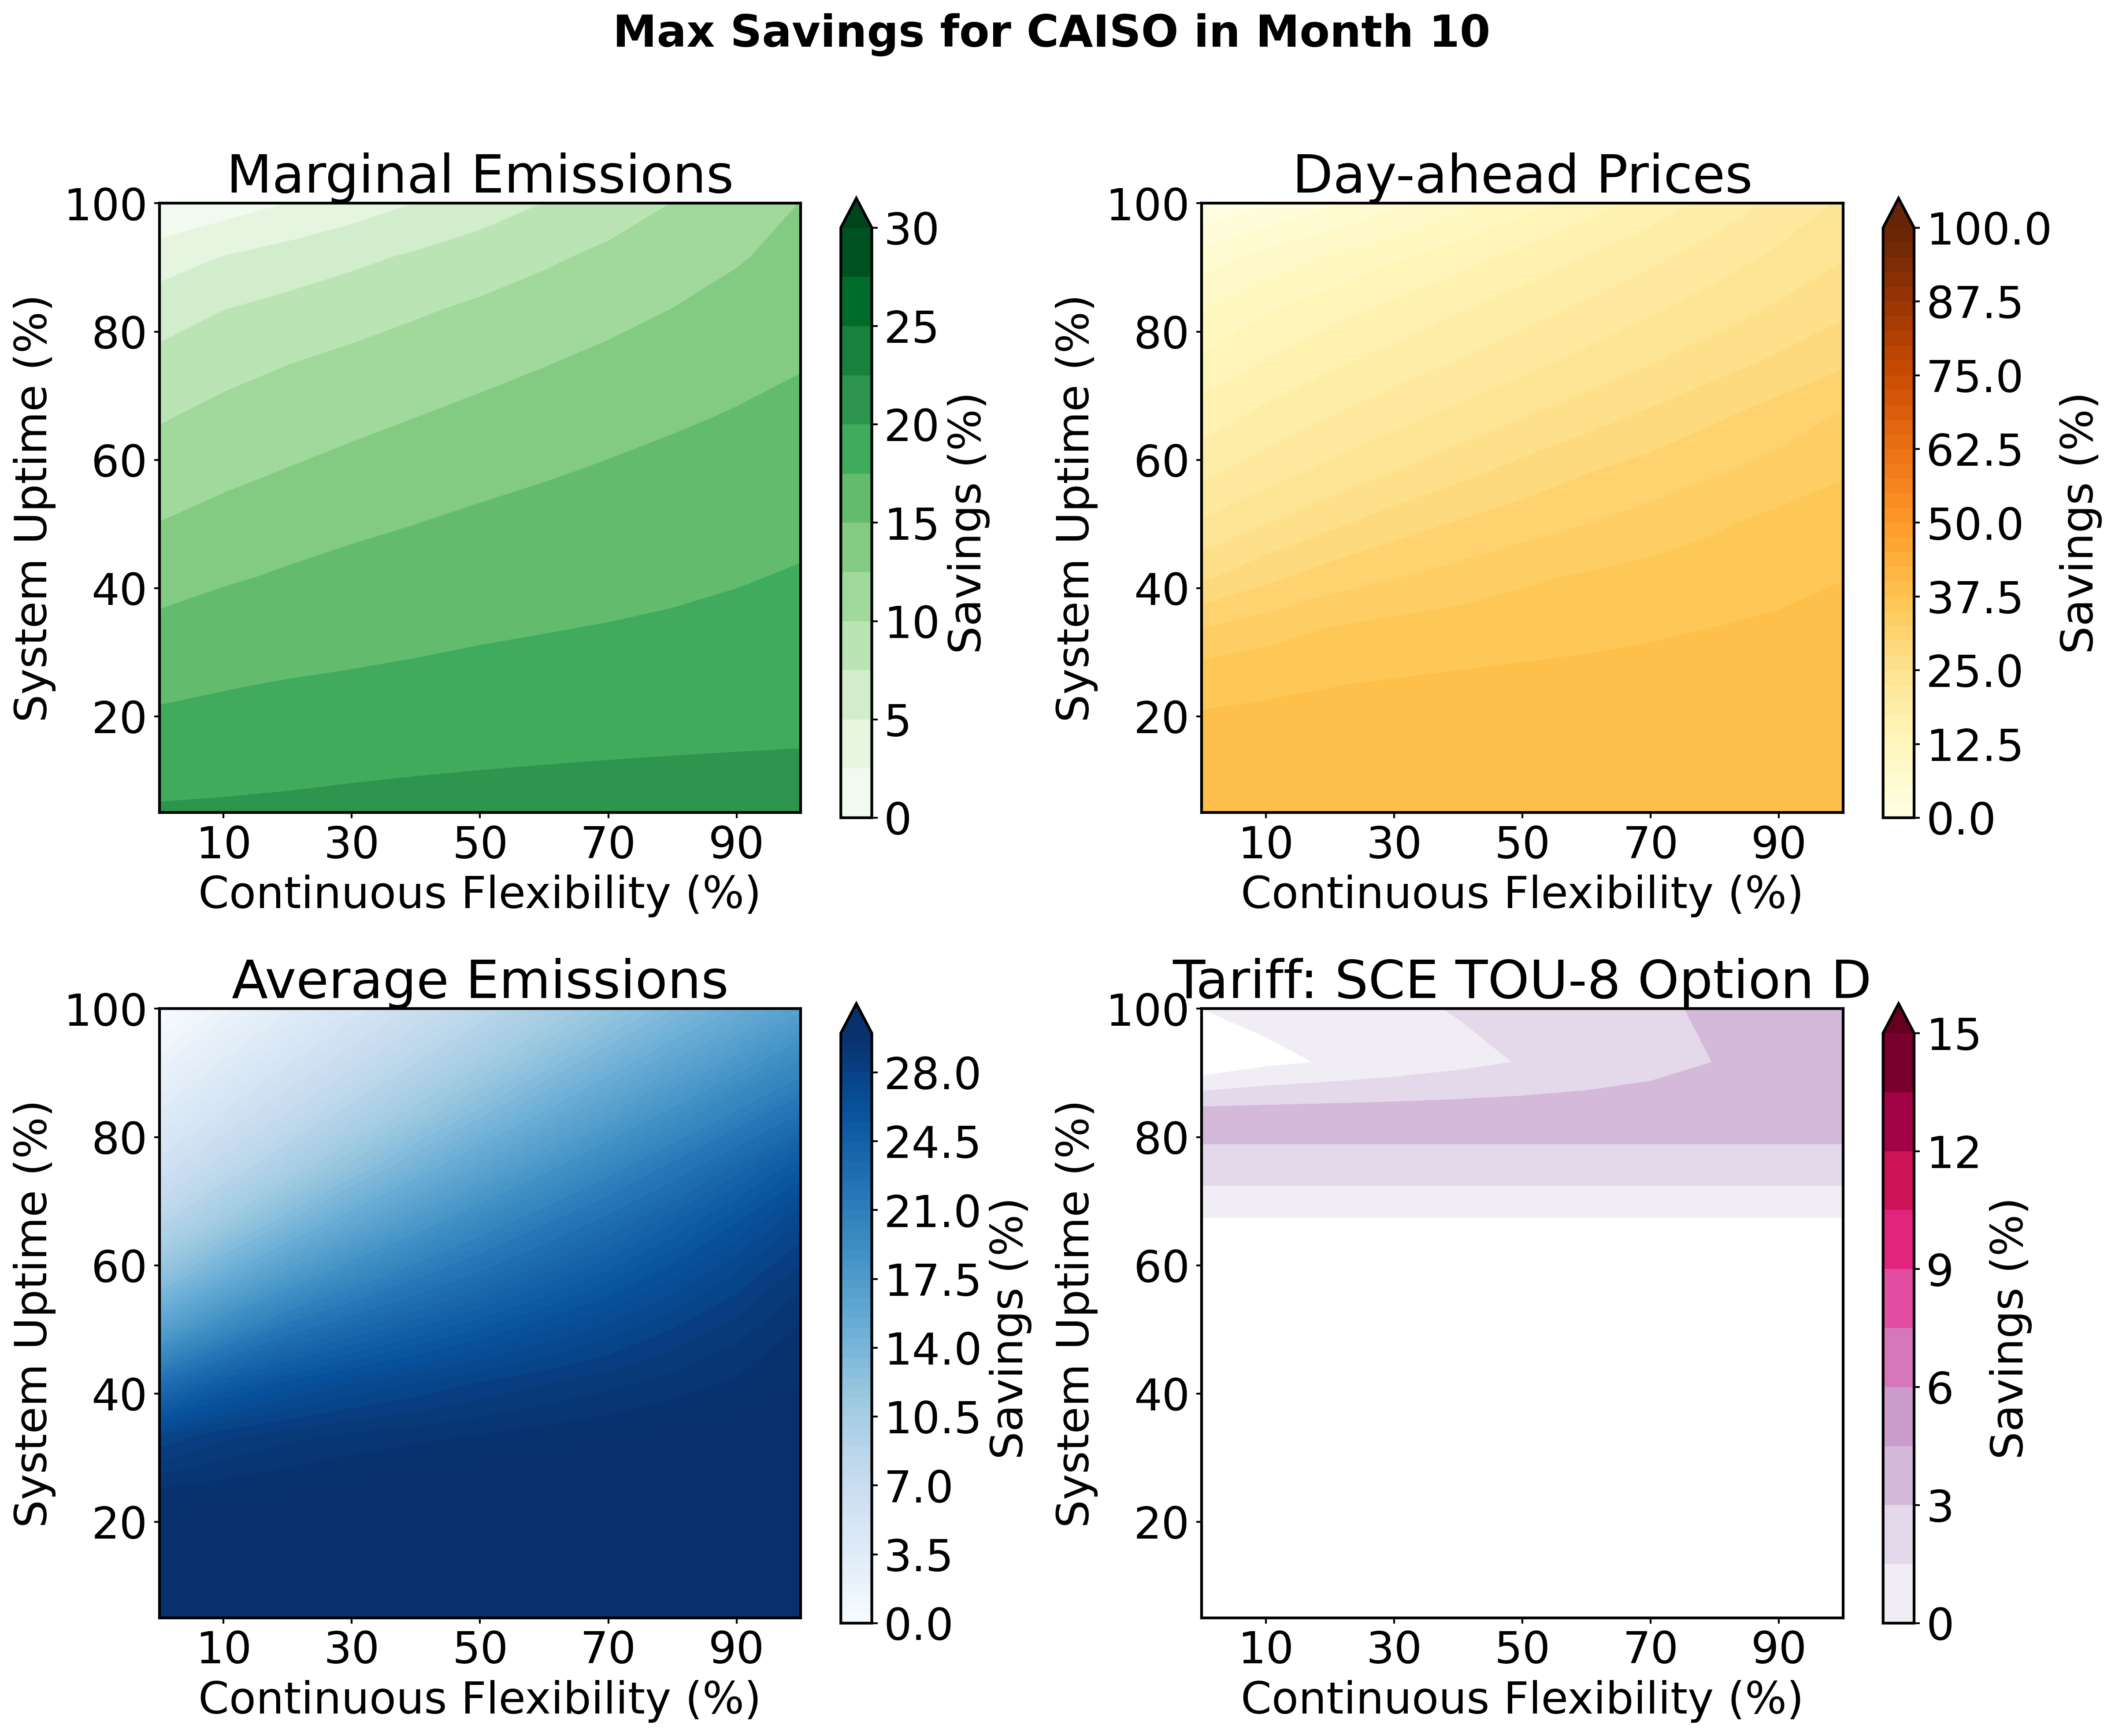 Max Savings for CAISO in Month 10
Marginal Emissions
100
80
60
40
20
System Uptime (%)
10 30 50 70 90
Continuous Flexibility (%)
30
25
20
15
10
5
0
Savings (%)
Day-ahead Prices
100
80
60
40
20
System Uptime (%)
10 30 50 70 90
Continuous Flexibility (%)
100.0
87.5
75.0
62.5
50.0
37.5
25.0
12.5
0.0
Savings (%)
Average Emissions
100
80
60
40
20
System Uptime (%)
10 30 50 70 90
Continuous Flexibility (%)
28.0
24.5
21.0
17.5
14.0
10.5
7.0
3.5
0.0
Savings (%)
Tariff: SCE TOU-8 Option D
100
80
60
40
20
System Uptime (%)
10 30 50 70 90
Continuous Flexibility (%)
15
12
9
6
3
0
Savings (%)